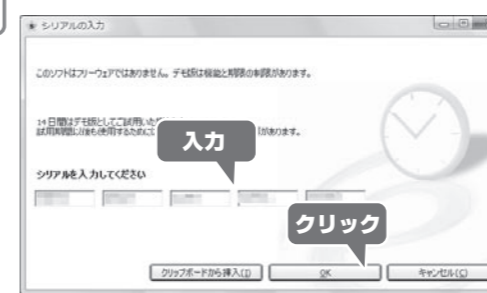 シリアルの入力
このソフトはフリーウェアではありません。デモ版は機能と期限の制限があります。
14日間はデモ版としてご試用いた
試用期間以後も使用するために
があります。
入力
シリアルを入力してください
クリック
クリップボードから挿入(I)
OK
キャンセル(C)